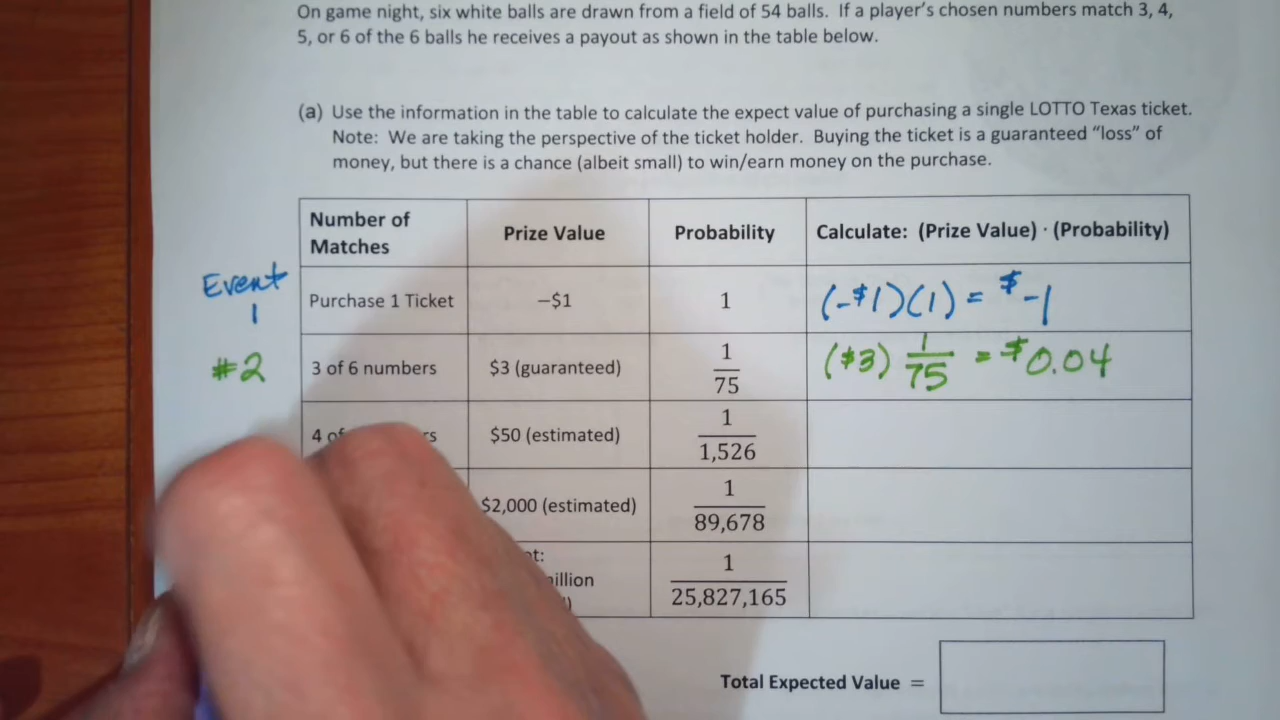 On game night, six white balls are drawn from a field of 54 balls. If a player's chosen numbers match 3, 4,
5, or 6 of the 6 balls he receives a payout as shown in the table below.
(a) Use the information in the table to calculate the expect value of purchasing a single LOTTO Texas ticket.
Note: We are taking the perspective of the ticket holder. Buying the ticket is a guaranteed "loss" of
money, but there is a chance (albeit small) to win/earn money on the purchase.
Number of
Matches
Prize Value
Probability
Calculate: (Prize Value) · (Probability)
Event
1
Purchase 1 Ticket
–$1
1
(-$1)(1) = $-1
#2
3 of 6 numbers
$3 (guaranteed)
1
75
($3) 1/75 = $0.04
4
$50 (estimated)
1
1,526
$2,000 (estimated)
1
89,678
1
25,827,165
Total Expected Value =